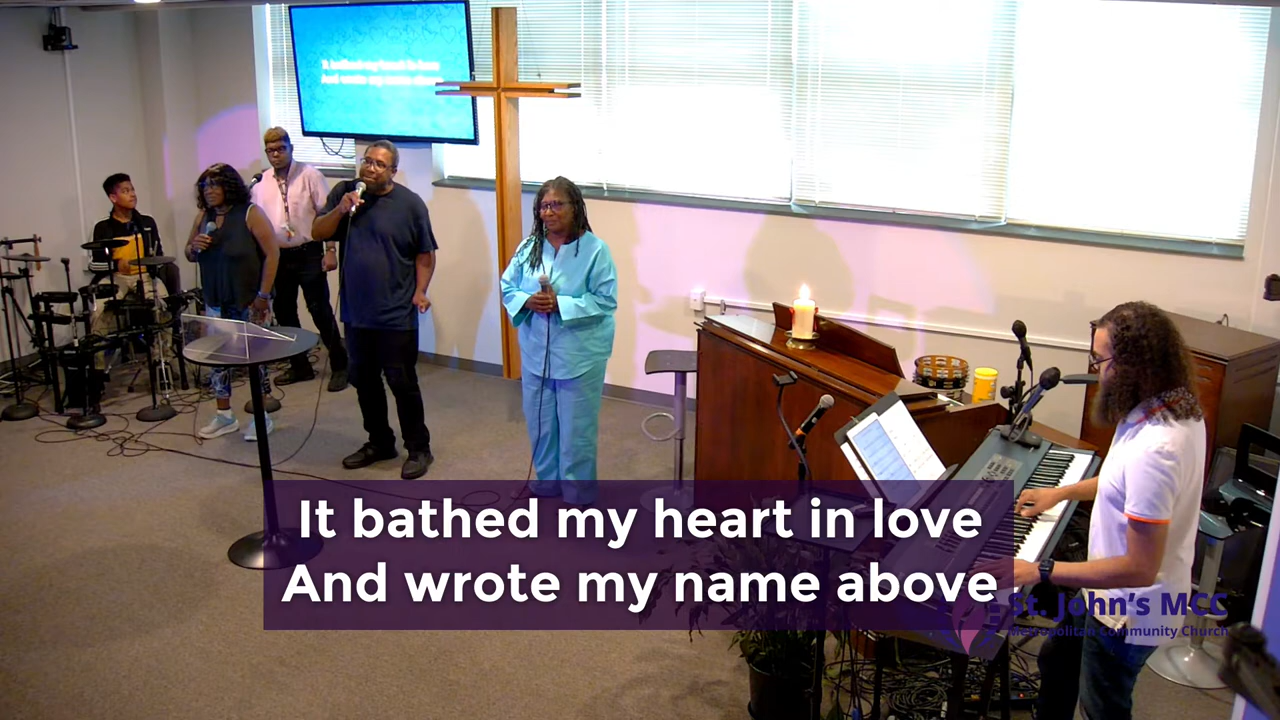 It bathed my heart in love
And wrote my name above
St. John's MCC
Metropolitan Community Church